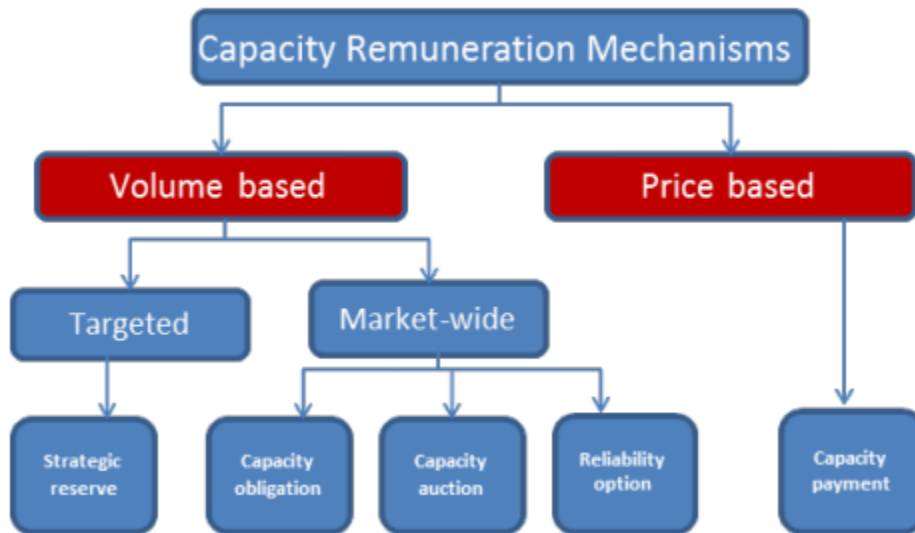 Capacity Remuneration Mechanisms
Volume based
Price based
Targeted
Market-wide
Strategic
reserve
Capacity
obligation
Capacity
auction
Reliability
option
Capacity
payment